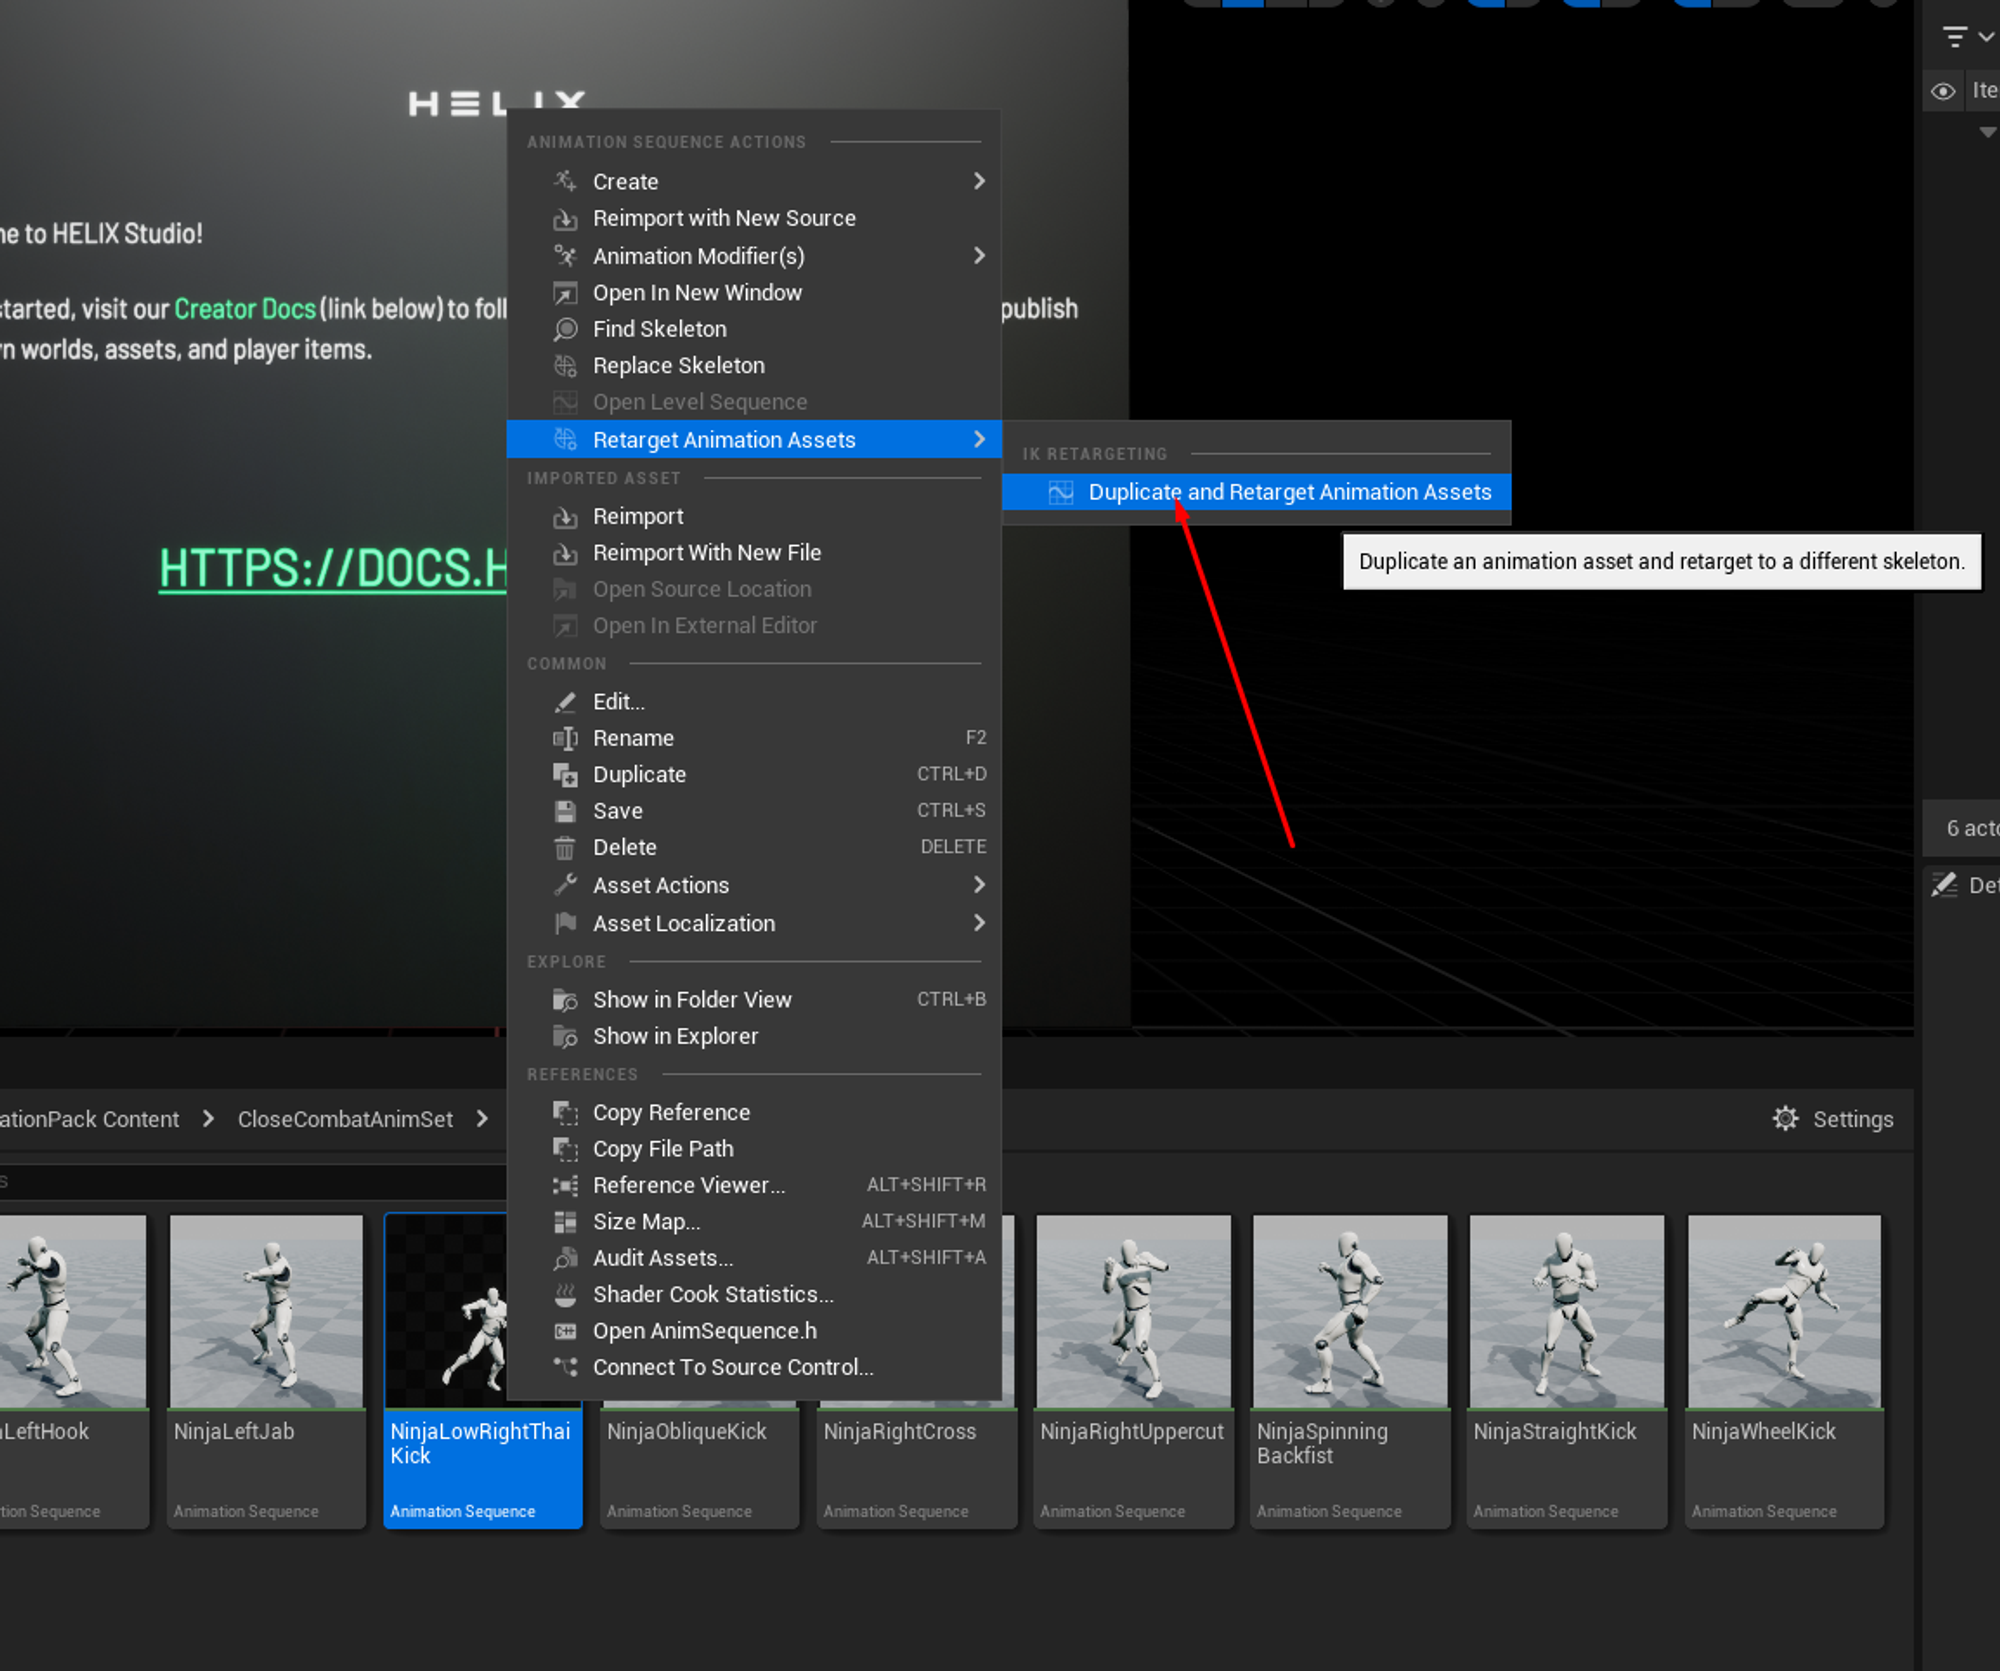 HELIX
ne to HELIX Studio!
started, visit our Creator Docs (link below) to foll
publish
n worlds, assets, and player items.
HTTPS://DOCS.H
ANIMATION SEQUENCE ACTIONS
Create
Reimport with New Source
Animation Modifier(s)
Open In New Window
Find Skeleton
Replace Skeleton
Open Level Sequence
Retarget Animation Assets
IK RETARGETING
Duplicate and Retarget Animation Assets
Duplicate an animation asset and retarget to a different skeleton.
IMPORTED ASSET
Reimport
Reimport With New File
Open Source Location
Open In External Editor
COMMON
Edit...
Rename F2
Duplicate CTRL+D
Save CTRL+S
Delete DELETE
Asset Actions
Asset Localization
EXPLORE
Show in Folder View CTRL+B
Show in Explorer
REFERENCES
Copy Reference
Copy File Path
Reference Viewer... ALT+SHIFT+R
Size Map... ALT+SHIFT+M
Audit Assets... ALT+SHIFT+A
Shader Cook Statistics...
Open AnimSequence.h
Connect To Source Control...
Ite
6 acto
Det
ationPack Content > CloseCombatAnimSet >
Settings
s
LeftHook
tion Sequence
NinjaLeftJab
Animation Sequence
NinjaLowRightThai
Kick
Animation Sequence
NinjaObliqueKick
Animation Sequence
NinjaRightCross
Animation Sequence
NinjaRightUppercut
Animation Sequence
NinjaSpinning
Backfist
Animation Sequence
NinjaStraightKick
Animation Sequence
NinjaWheelKick
Animation Sequence